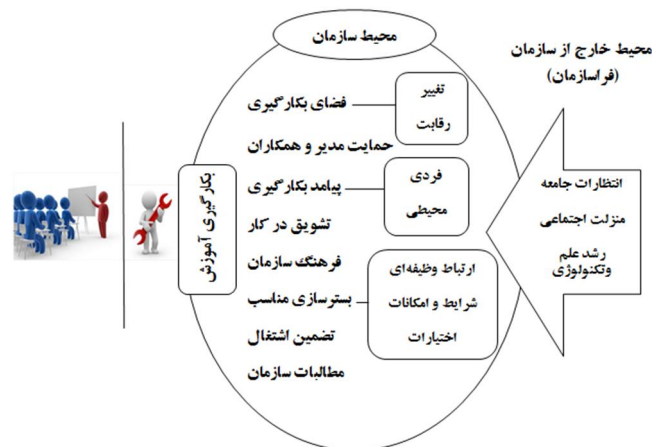 محیط سازمان
محیط خارج از سازمان
(فراسازمان)
انتظارات جامعه
منزلت اجتماعی
رشد علم
وتکنولوژی
تغییر
رقابت
فردی
محیطی
ارتباط وظیفه‌ای
شرایط و امکانات
اختیارات
فضای بکارگیری
حمایت مدیر و همکاران
پیامد بکارگیری
تشویق در کار
فرهنگ سازمان
بسترسازی مناسب
تضمین اشتغال
مطالبات سازمان
بکارگیری آموزش